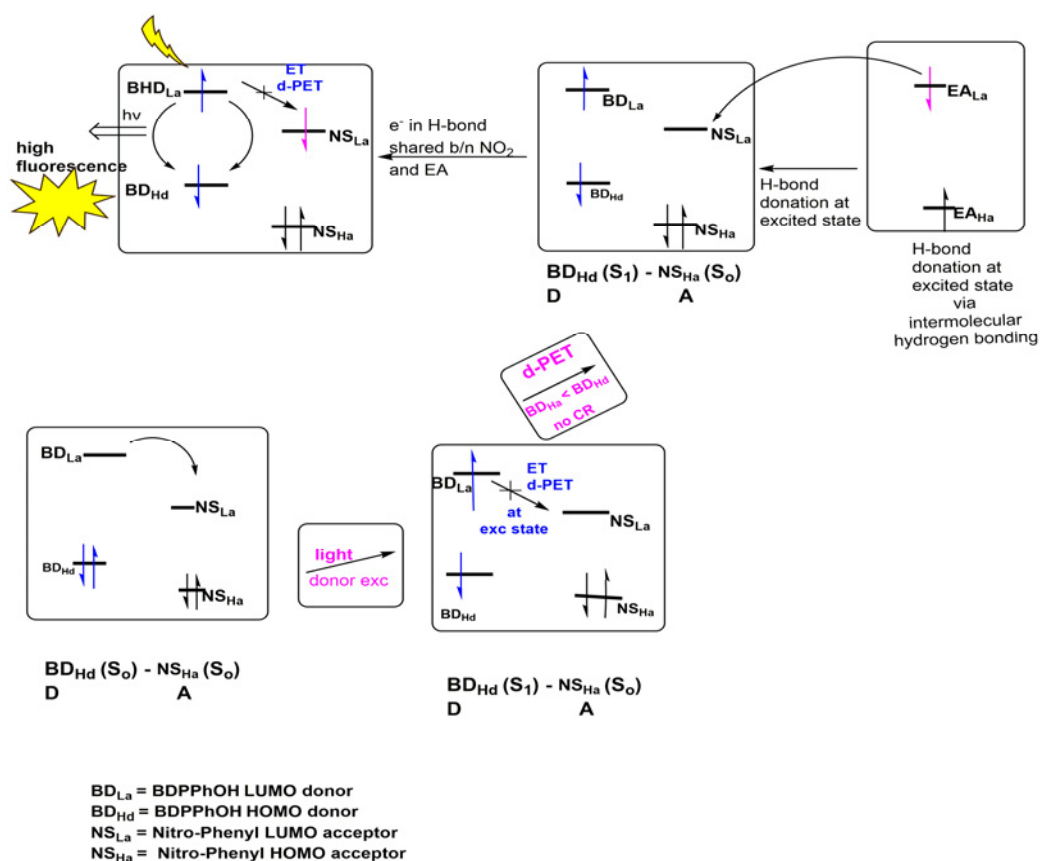 BHD_La
ET
d-PET
NS_La
hν
high
fluorescence
BD_Hd
NS_Ha
e⁻ in H-bond
shared b/n NO₂
and EA
BD_La
NS_La
BD_Hd
NS_Ha
BD_Hd (S₁) - NS_Ha (Sₒ)
D A
H-bond
donation at
excited state
EA_La
EA_Ha
H-bond
donation at
excited state
via
intermolecular
hydrogen bonding
d-PET
BD_Ha < BD_Hd
no CR
BD_La
NS_La
BD_Hd
NS_Ha
BD_Hd (Sₒ) - NS_Ha (Sₒ)
D A
light
donor exc
BD_La
ET
d-PET
at
exc state
NS_La
BD_Hd
NS_Ha
BD_Hd (S₁) - NS_Ha (Sₒ)
D A
BD_La = BDPPhOH LUMO donor
BD_Hd = BDPPhOH HOMO donor
NS_La = Nitro-Phenyl LUMO acceptor
NS_Ha = Nitro-Phenyl HOMO acceptor